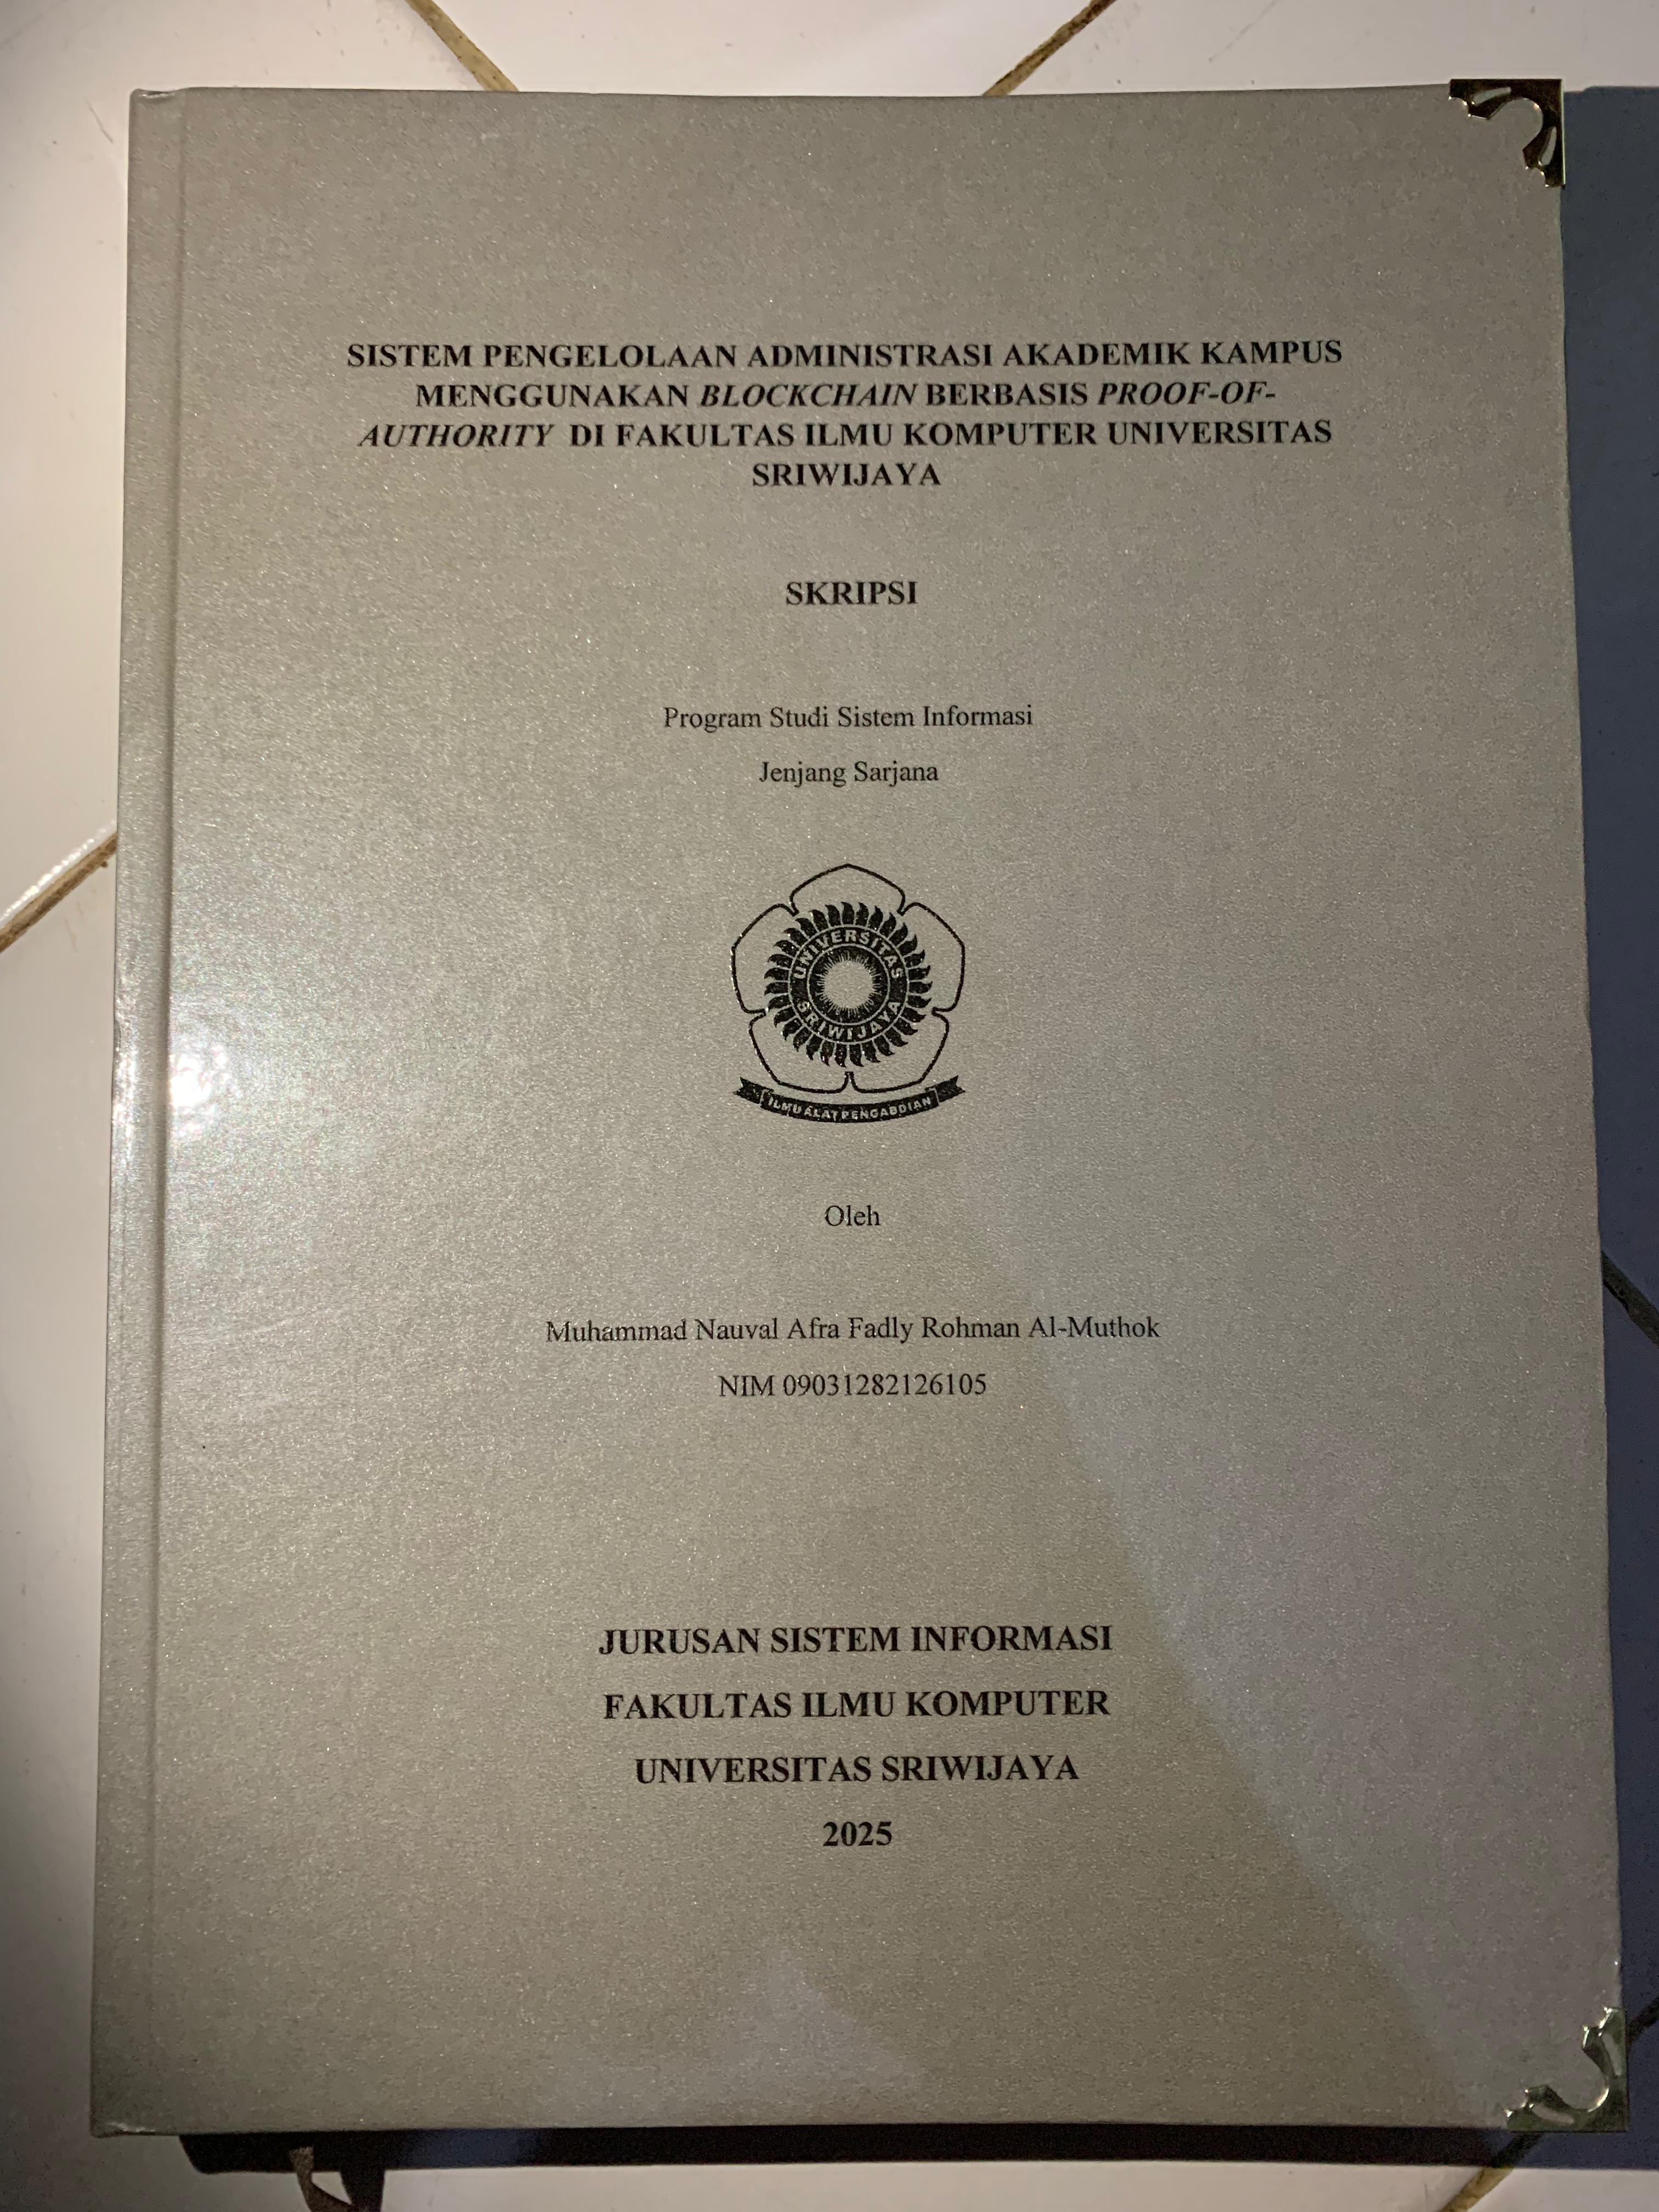 SISTEM PENGELOLAAN ADMINISTRASI AKADEMIK KAMPUS
MENGGUNAKAN BLOCKCHAIN BERBASIS PROOF-OF-
AUTHORITY DI FAKULTAS ILMU KOMPUTER UNIVERSITAS
SRIWIJAYA
SKRIPSI
Program Studi Sistem Informasi
Jenjang Sarjana
UNIVERSITAS
SRIWIJAYA
ILMU ALAT PENGABDIAN
Oleh
Muhammad Nauval Afra Fadly Rohman Al-Muthok
NIM 09031282126105
JURUSAN SISTEM INFORMASI
FAKULTAS ILMU KOMPUTER
UNIVERSITAS SRIWIJAYA
2025